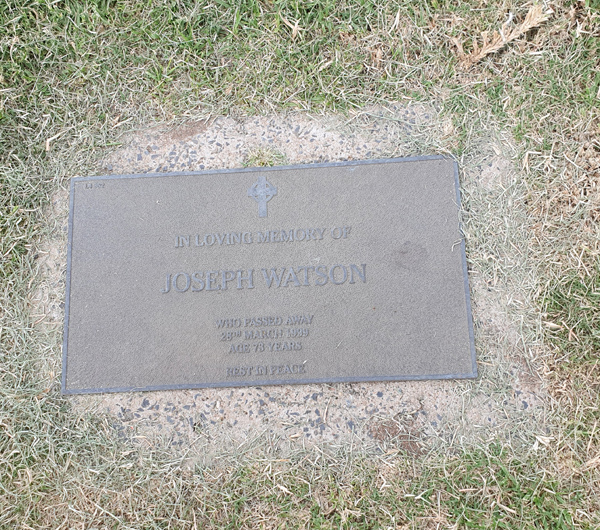 IN LOVING MEMORY OF
JOSEPH WATSON
WHO PASSED AWAY
28TH MARCH 1999
AGE 78 YEARS
REST IN PEACE